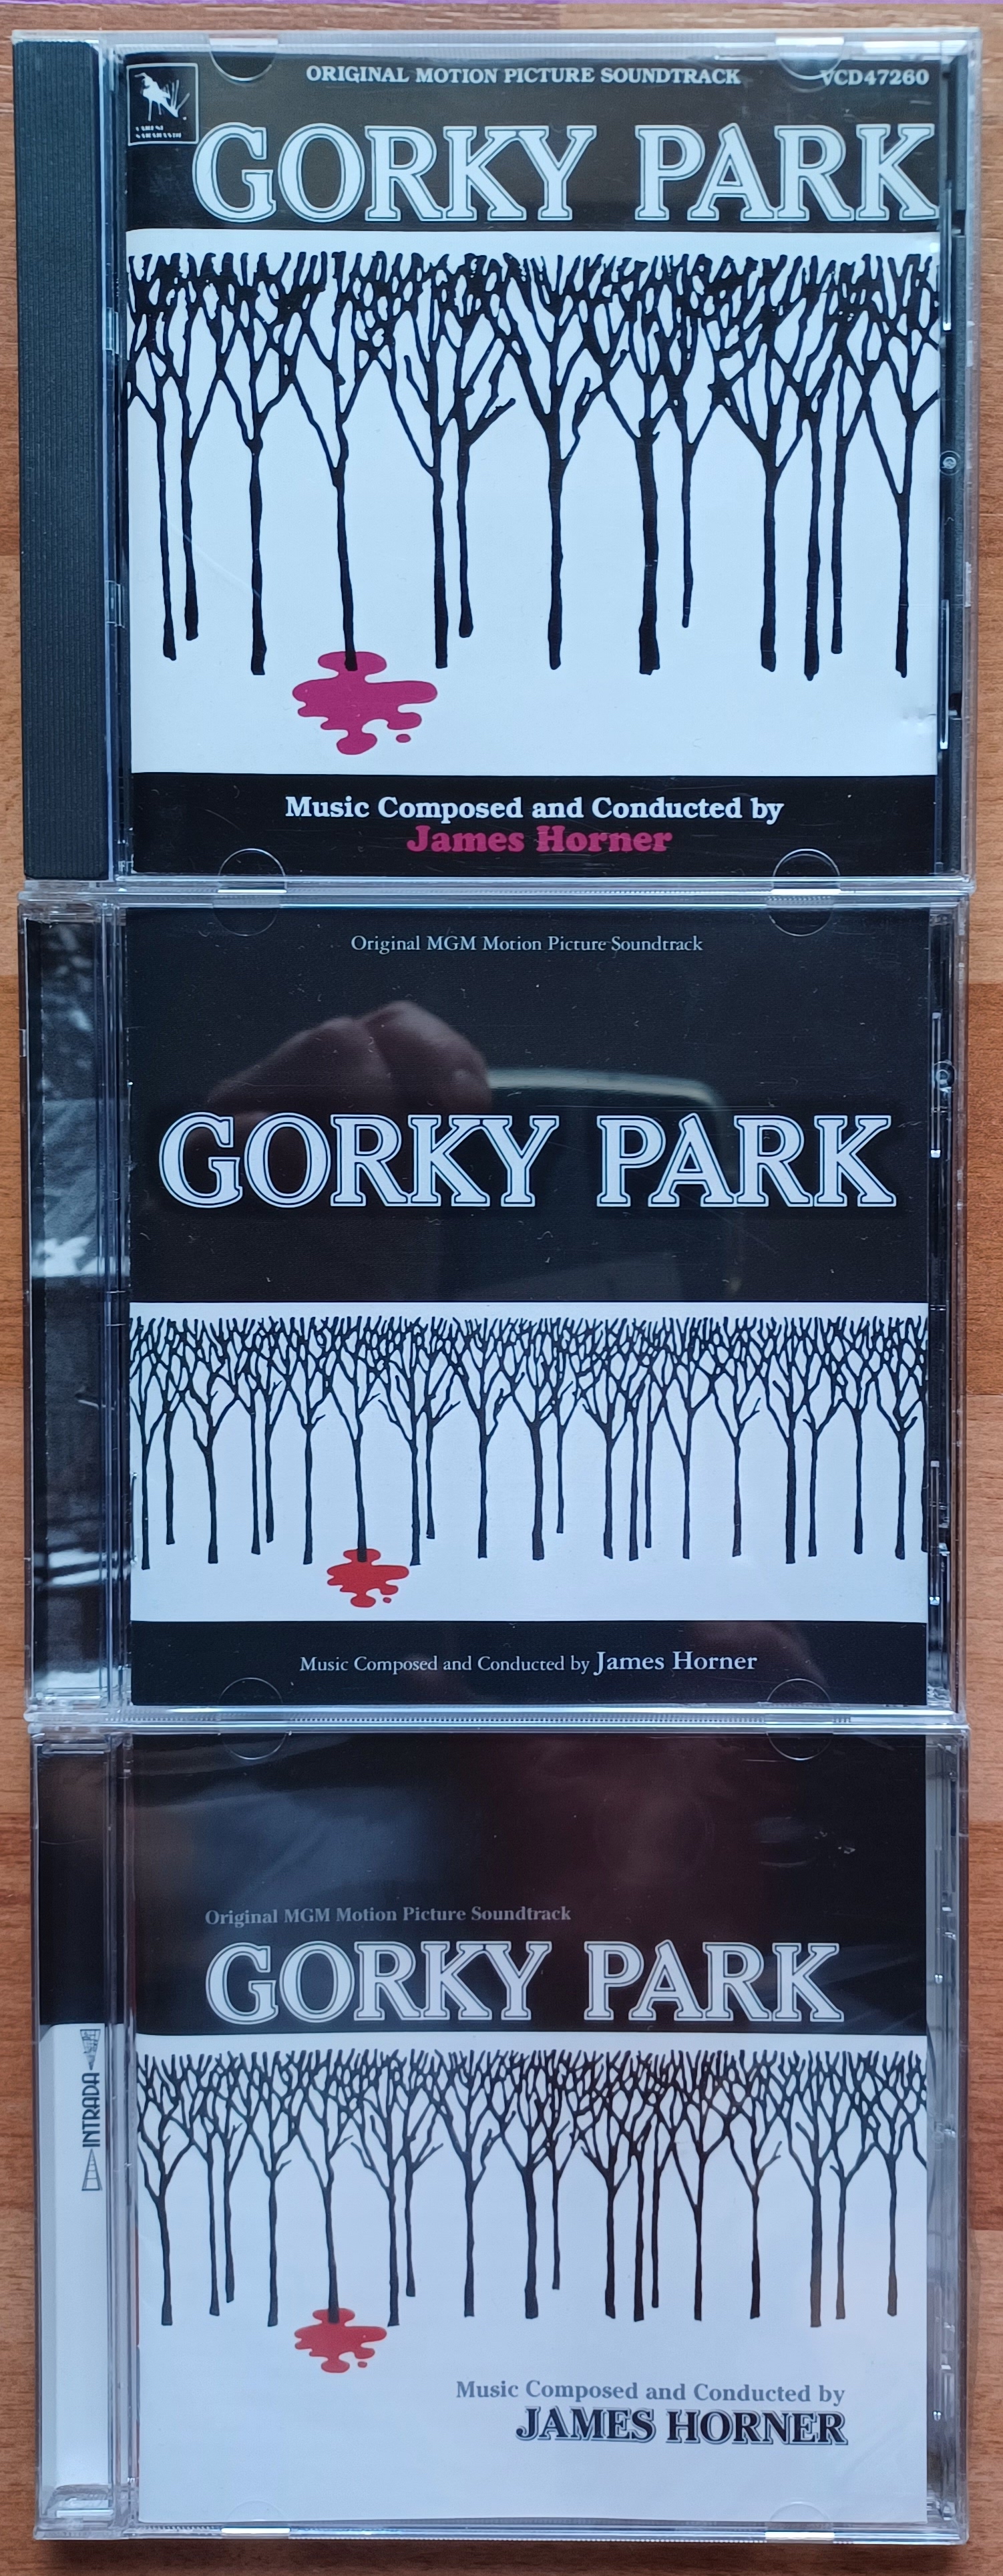 ORIGINAL MOTION PICTURE SOUNDTRACK
VCD47260
VARÈSE
SARABANDE
GORKY PARK
Music Composed and Conducted by
James Horner
Original MGM Motion Picture Soundtrack
GORKY PARK
Music Composed and Conducted by James Horner
Original MGM Motion Picture Soundtrack
GORKY PARK
INTRADA
Music Composed and Conducted by
JAMES HORNER